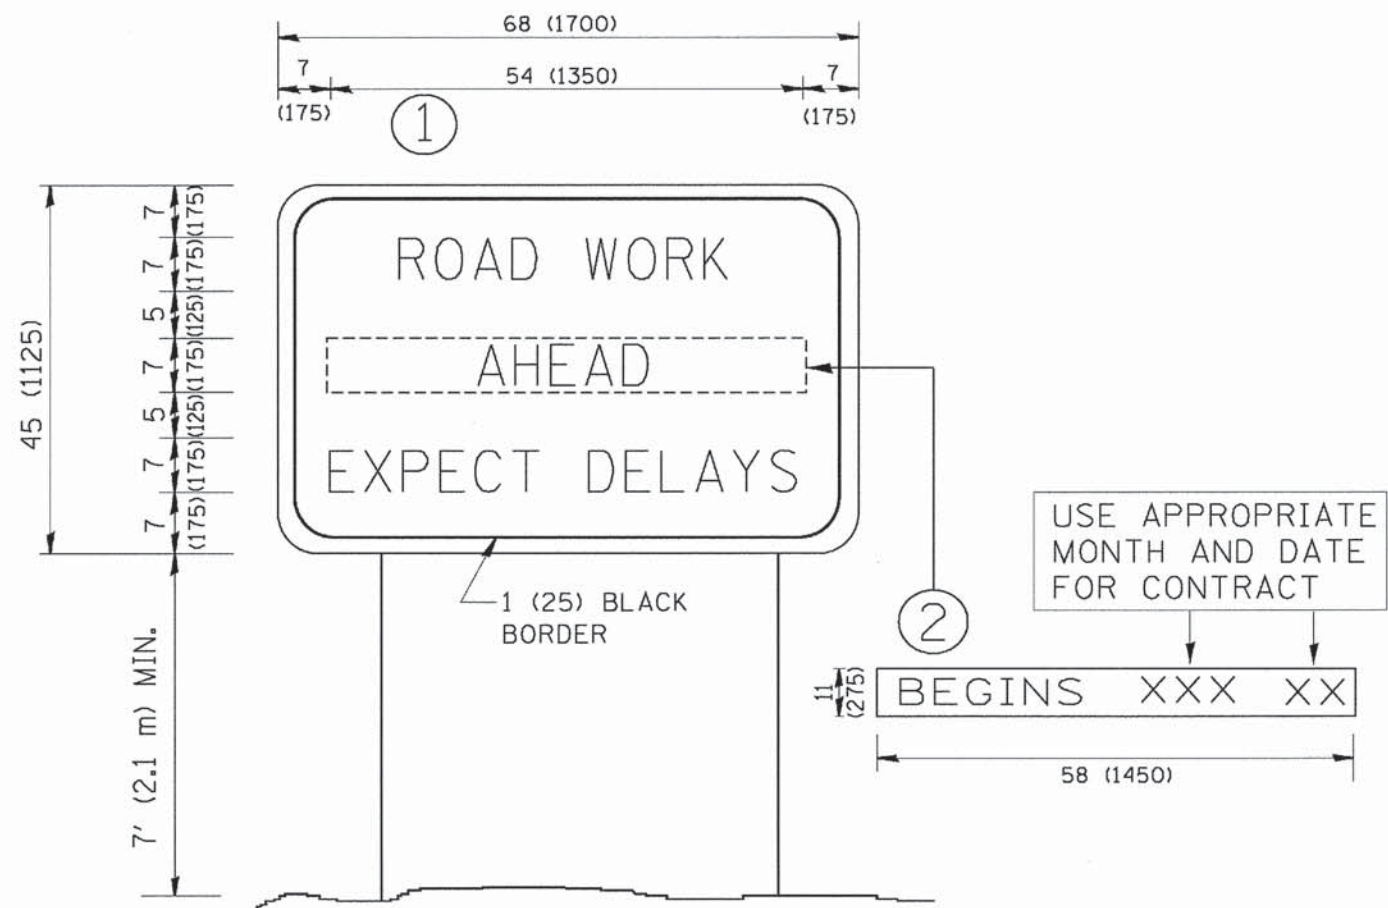 68 (1700)
7
54 (1350)
7
(175)
(175)
1
45 (1125)
7
(175)
7
(175)
5
(125)
7
(175)
5
(125)
7
(175)
7
(175)
ROAD WORK
AHEAD
EXPECT DELAYS
1 (25) BLACK
BORDER
7' (2.1 m) MIN.
2
USE APPROPRIATE
MONTH AND DATE
FOR CONTRACT
11
(275)
BEGINS XXX XX
58 (1450)